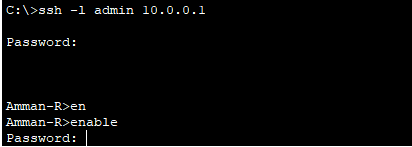 C:\>ssh -l admin 10.0.0.1
Password:
Amman-R>en
Amman-R>enable
Password: